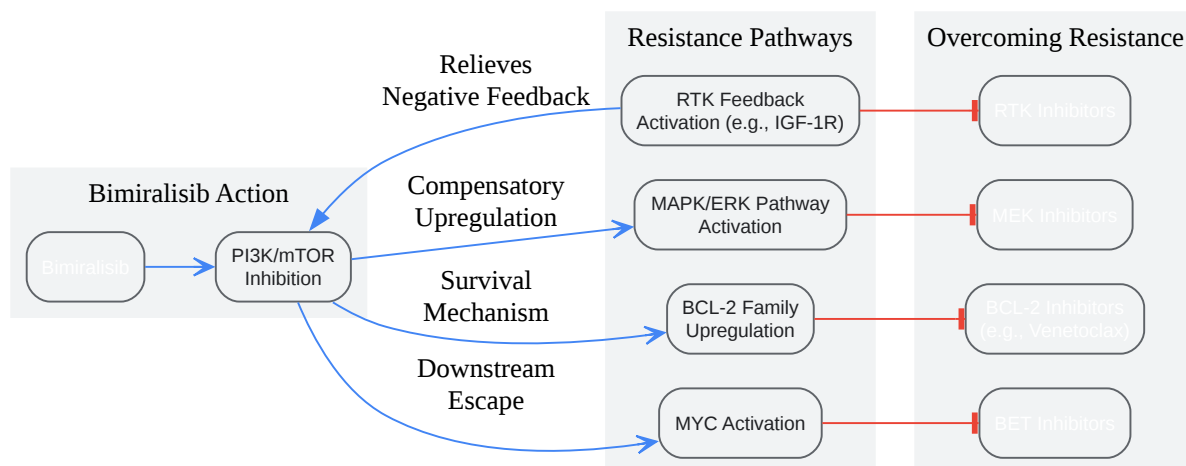 Resistance Pathways
Overcoming Resistance
Relieves
Negative Feedback
RTK Feedback
Activation (e.g., IGF-1R)
RTK Inhibitors
Bimiralisib Action
Compensatory
Upregulation
MAPK/ERK Pathway
Activation
MEK Inhibitors
Bimiralisib
PI3K/mTOR
Inhibition
Survival
Mechanism
BCL-2 Family
Upregulation
BCL-2 Inhibitors
(e.g., Venetoclax)
Downstream
Escape
MYC Activation
BET Inhibitors